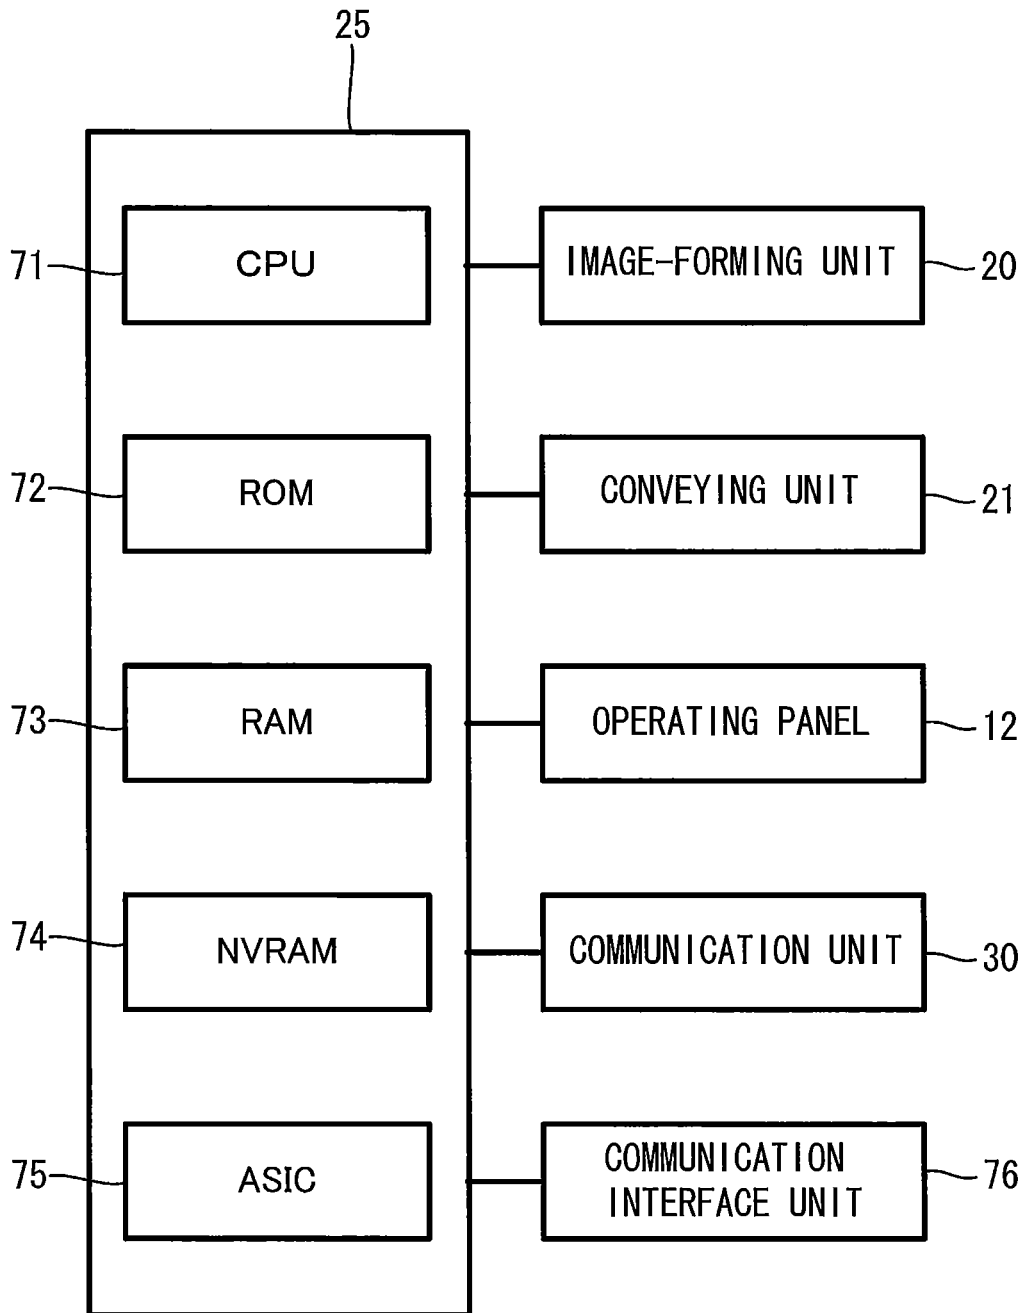 25
71
CPU
IMAGE-FORMING UNIT
20
72
ROM
CONVEYING UNIT
21
73
RAM
OPERATING PANEL
12
74
NVRAM
COMMUNICATION UNIT
30
75
ASIC
COMMUNICATION
INTERFACE UNIT
76